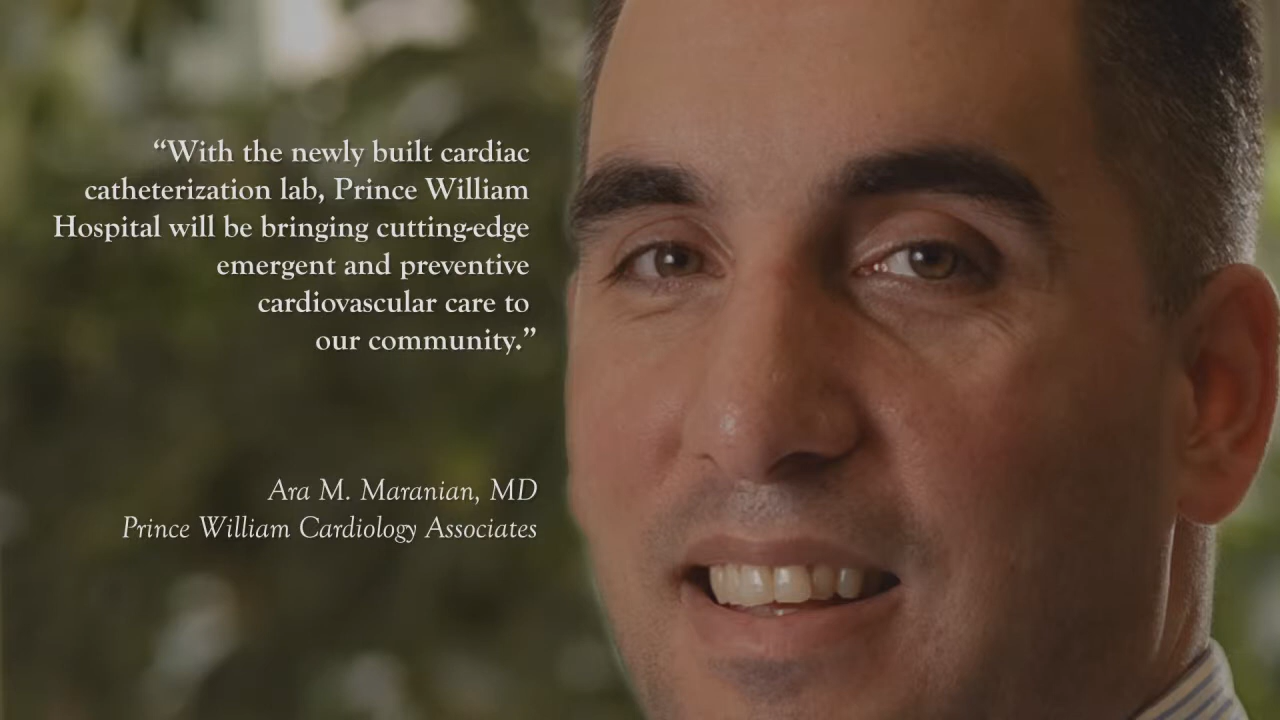 “With the newly built cardiac
catheterization lab, Prince William
Hospital will be bringing cutting-edge
emergent and preventive
cardiovascular care to
our community.”
Ara M. Maranian, MD
Prince William Cardiology Associates